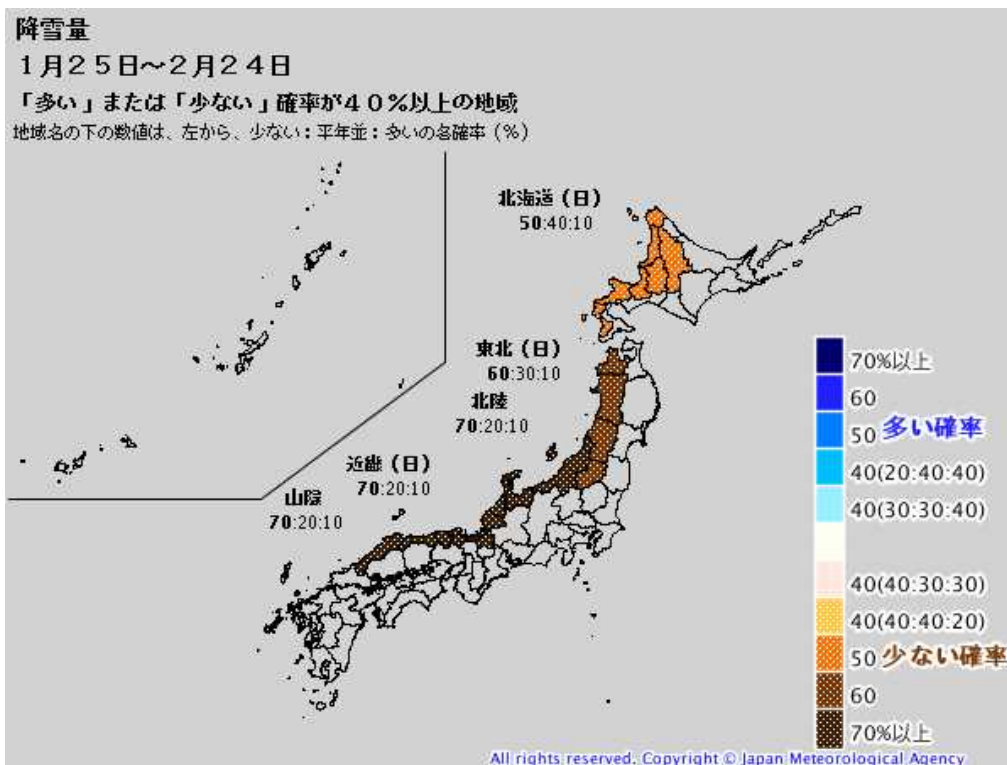 降雪量
1月25日～2月24日
「多い」または「少ない」確率が40%以上の地域
地域名の下の数値は、左から、少ない：平年並：多いの各確率（%）
北海道（日）
50:40:10
東北（日）
60:30:10
北陸
70:20:10
近畿（日）
70:20:10
山陰
70:20:10
70%以上
60
50 多い確率
40(20:40:40)
40(30:30:40)
40(40:30:30)
40(40:40:20)
50 少ない確率
60
70%以上
All rights reserved. Copyright © Japan Meteorological Agency